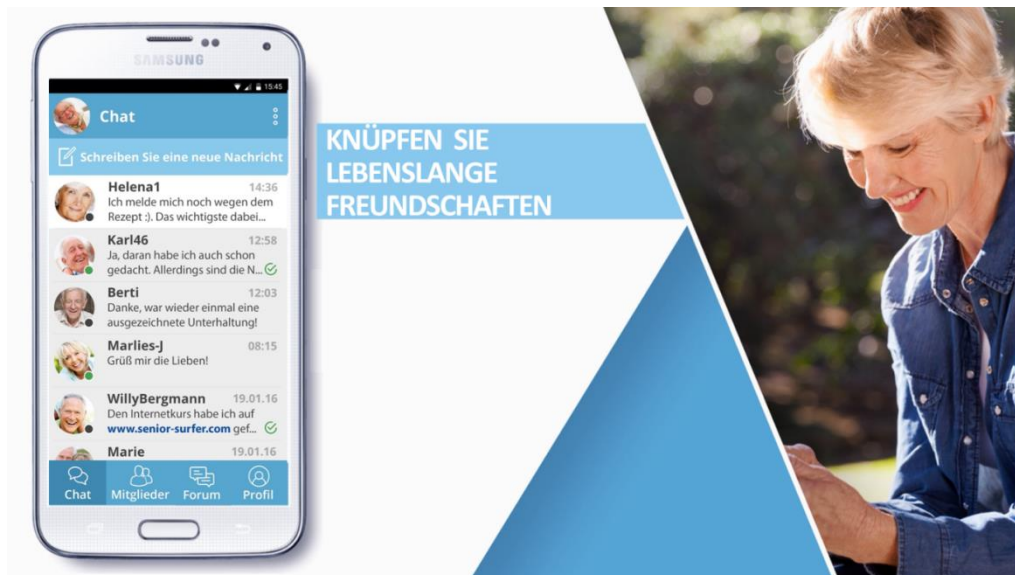 SAMSUNG
15:45
Chat
Schreiben Sie eine neue Nachricht
Helena1 14:36
Ich melde mich noch wegen dem
Rezept :). Das wichtigste dabei...
Karl46 12:58
Ja, daran habe ich auch schon
gedacht. Allerdings sind die N...
Berti 12:03
Danke, war wieder einmal eine
ausgezeichnete Unterhaltung!
Marlies-J 08:15
Grüß mir die Lieben!
WillyBergmann 19.01.16
Den Internetkurs habe ich auf
www.senior-surfer.com gef...
Marie 19.01.16
Chat Mitglieder Forum Profil
KNÜPFEN SIE
LEBENSLANGE
FREUNDSCHAFTEN